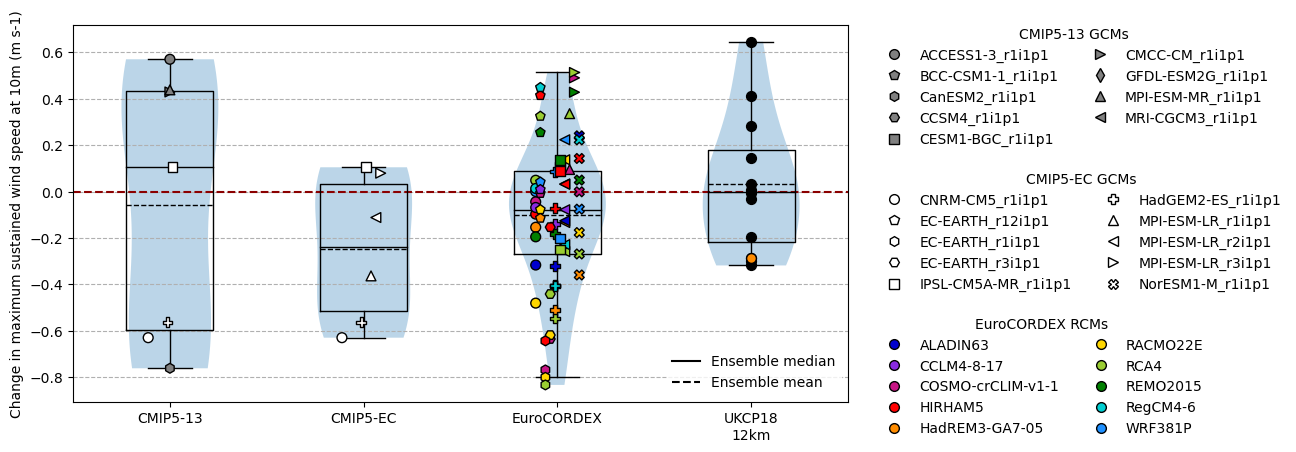 Change in maximum sustained wind speed at 10m (m s-1)
0.6
0.4
0.2
0.0
−0.2
−0.4
−0.6
−0.8
Ensemble median
Ensemble mean
CMIP5-13
CMIP5-EC
EuroCORDEX
UKCP18
12km
CMIP5-13 GCMs
ACCESS1-3_r1i1p1
BCC-CSM1-1_r1i1p1
CanESM2_r1i1p1
CCSM4_r1i1p1
CESM1-BGC_r1i1p1
CMCC-CM_r1i1p1
GFDL-ESM2G_r1i1p1
MPI-ESM-MR_r1i1p1
MRI-CGCM3_r1i1p1
CMIP5-EC GCMs
CNRM-CM5_r1i1p1
EC-EARTH_r12i1p1
EC-EARTH_r1i1p1
EC-EARTH_r3i1p1
IPSL-CM5A-MR_r1i1p1
HadGEM2-ES_r1i1p1
MPI-ESM-LR_r1i1p1
MPI-ESM-LR_r2i1p1
MPI-ESM-LR_r3i1p1
NorESM1-M_r1i1p1
EuroCORDEX RCMs
ALADIN63
CCLM4-8-17
COSMO-crCLIM-v1-1
HIRHAM5
HadREM3-GA7-05
RACMO22E
RCA4
REMO2015
RegCM4-6
WRF381P